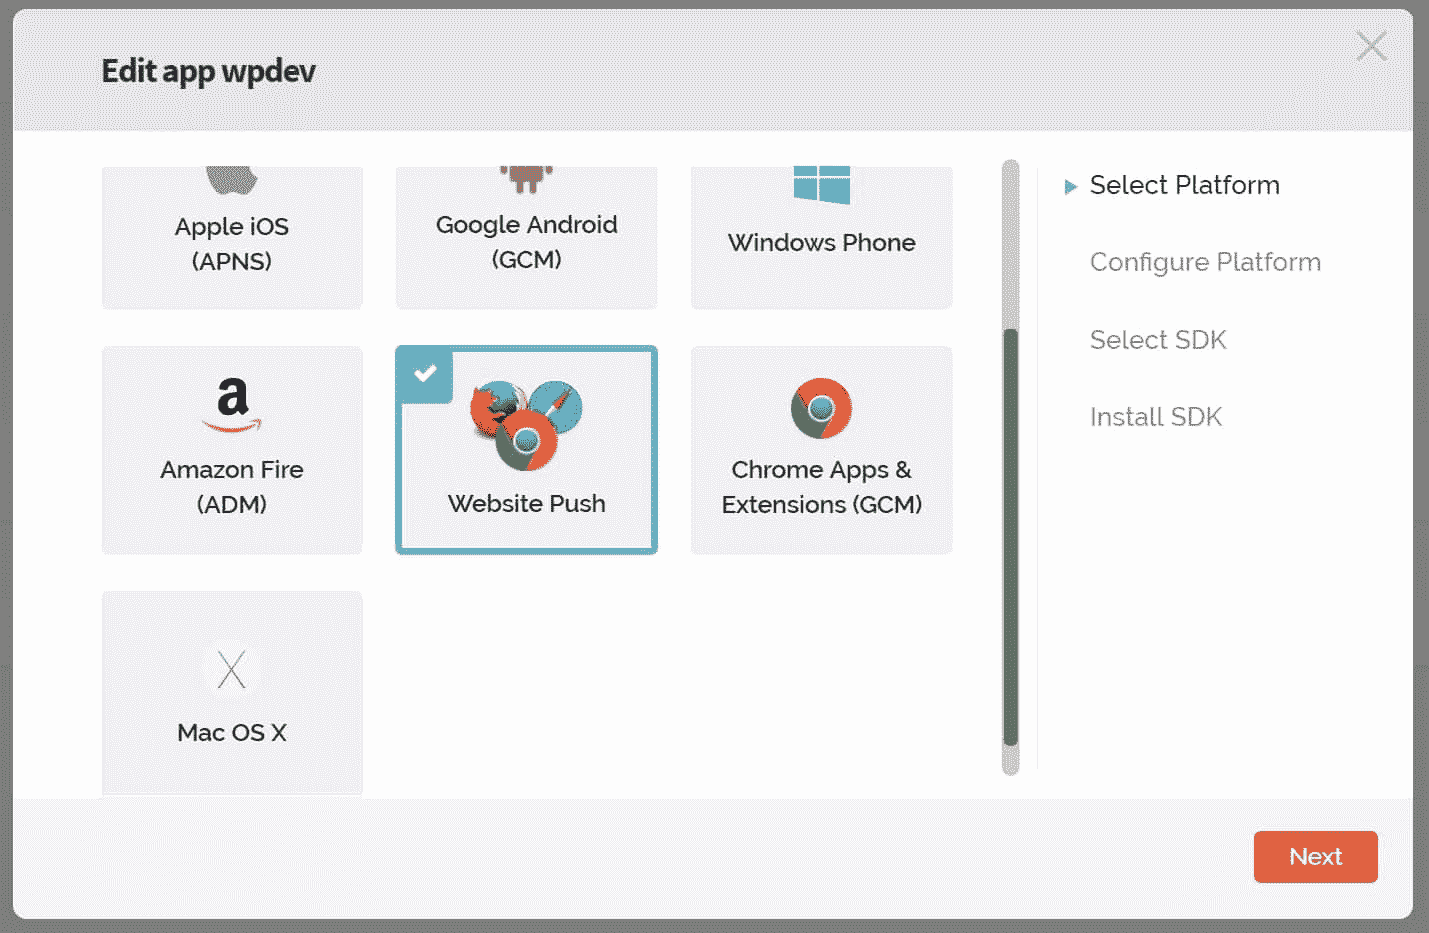 Edit app wpdev
Apple iOS
(APNS)
Google Android
(GCM)
Windows Phone
Amazon Fire
(ADM)
Website Push
Chrome Apps &
Extensions (GCM)
Mac OS X
Select Platform
Configure Platform
Select SDK
Install SDK
Next